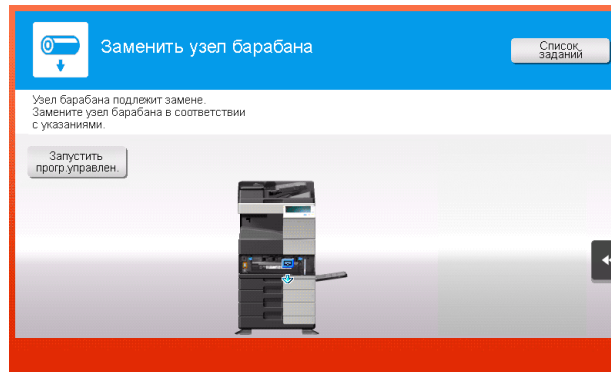 Заменить узел барабана
Список
заданий
Узел барабана подлежит замене.
Замените узел барабана в соответствии
с указаниями.
Запустить
прогр.управлен.